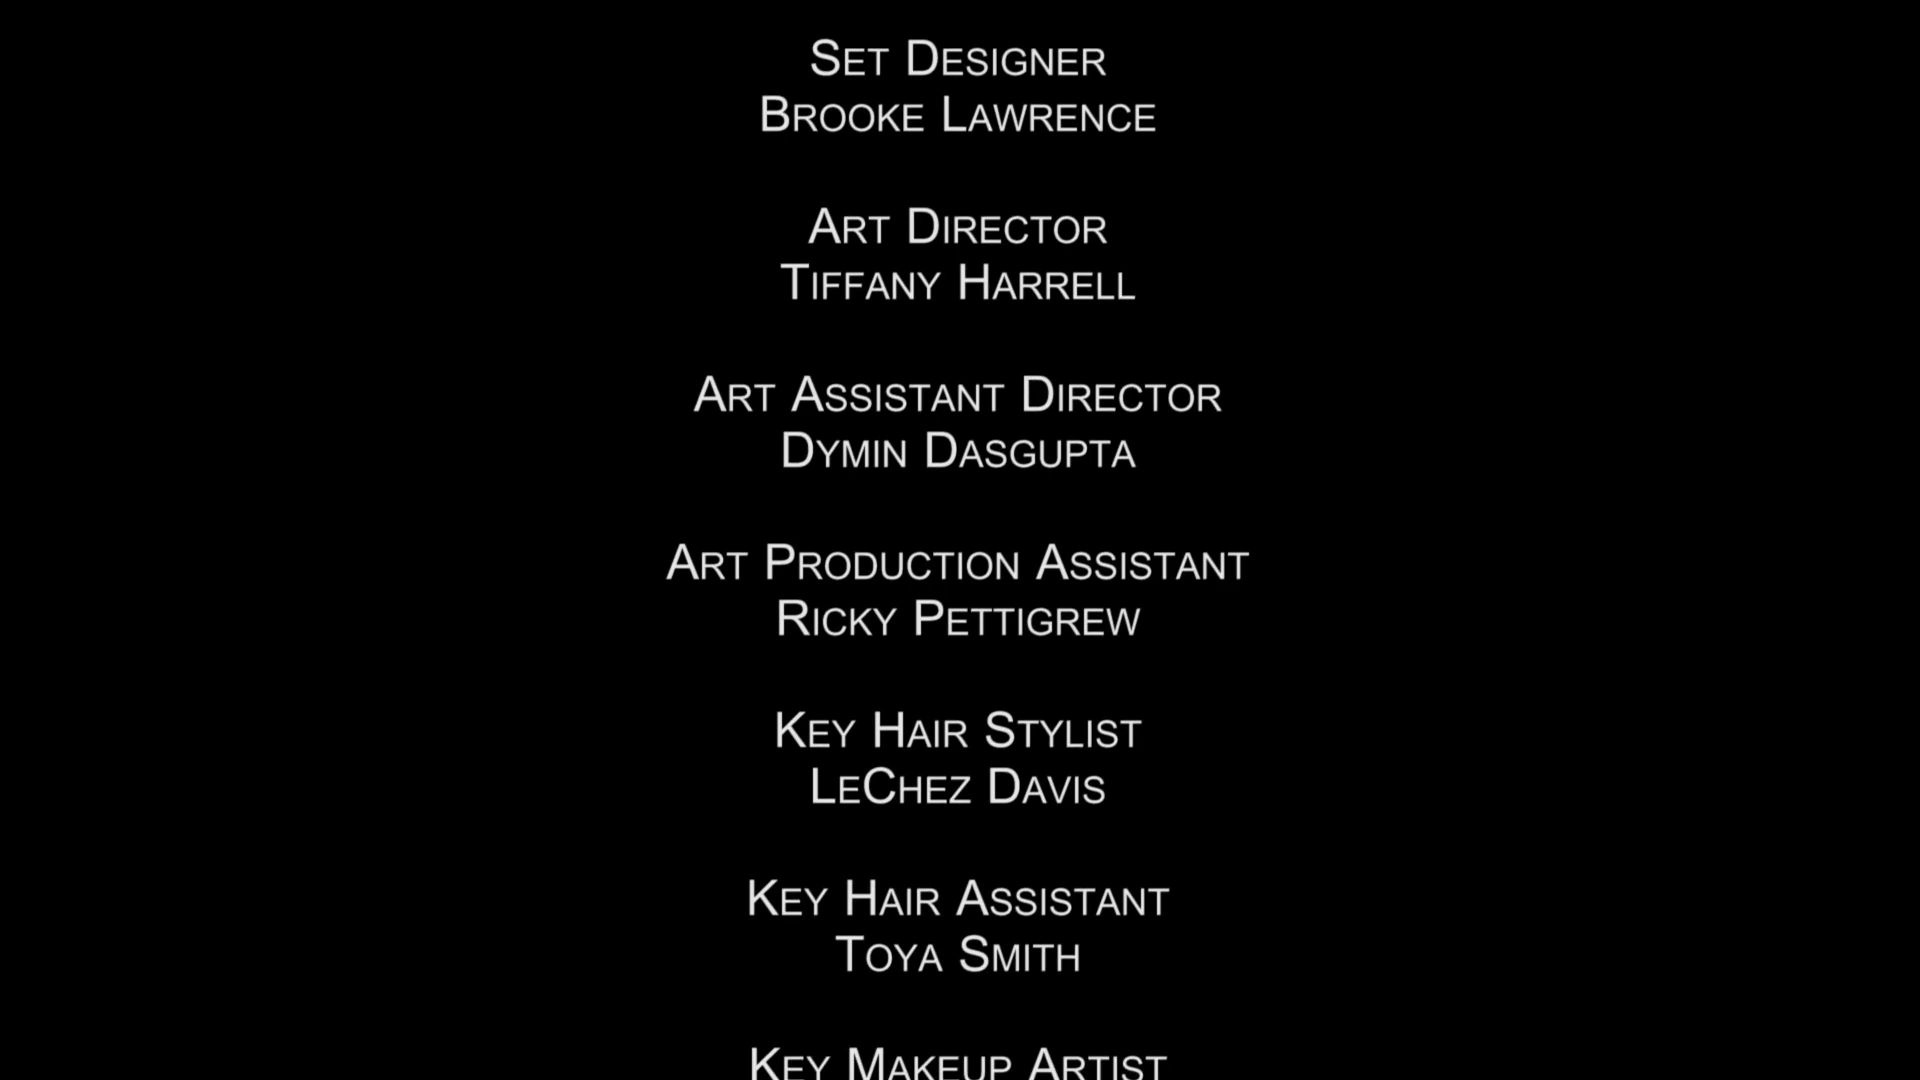 Set Designer
Brooke Lawrence
Art Director
Tiffany Harrell
Art Assistant Director
Dymin Dasgupta
Art Production Assistant
Ricky Pettigrew
Key Hair Stylist
LeChez Davis
Key Hair Assistant
Toya Smith
Key Makeup Artist